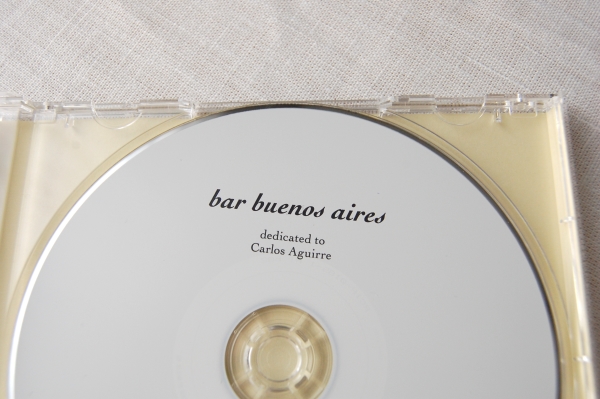 bar buenos aires
dedicated to
Carlos Aguirre